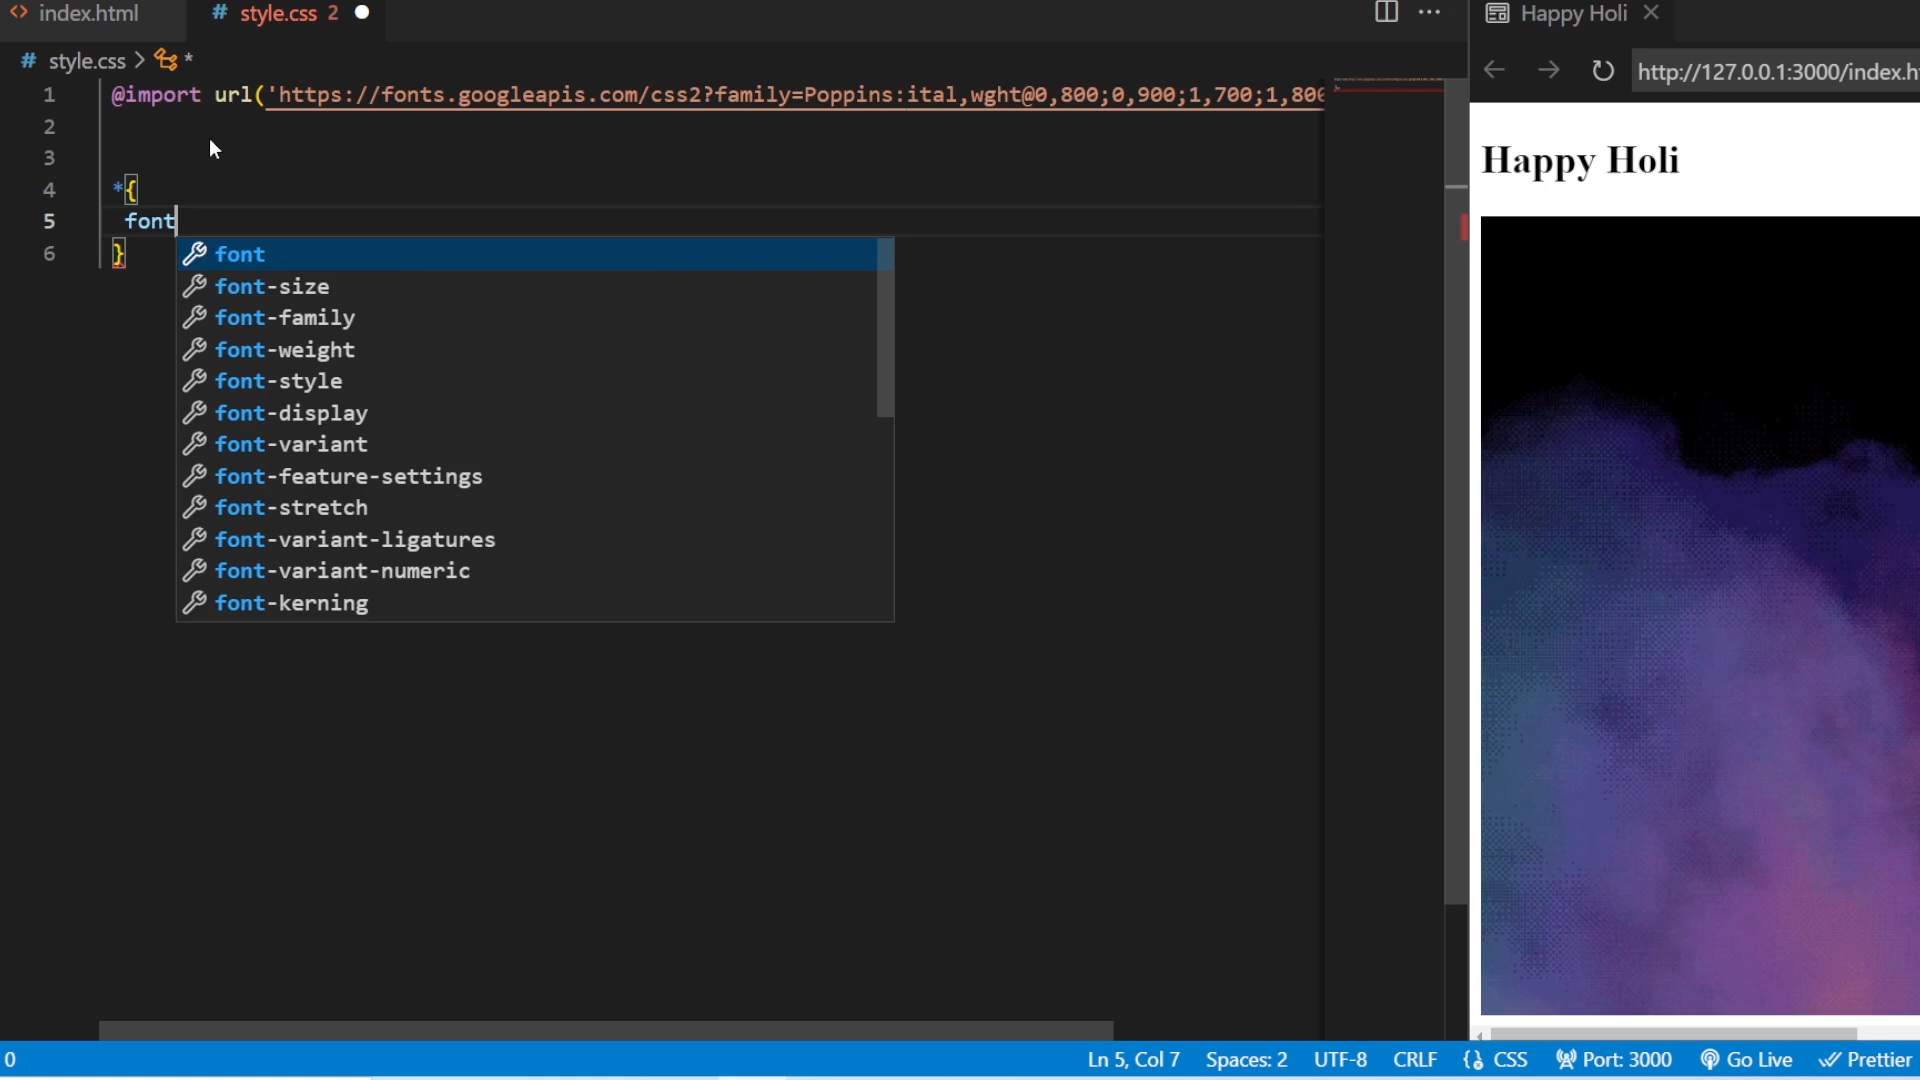 index.html
# style.css 2
Happy Holi
# style.css > *
http://127.0.0.1:3000/index.h
1 @import url('https://fonts.googleapis.com/css2?family=Poppins:ital,wght@0,800;0,900;1,700;1,800
2
3
4 *{
5 font
6 }
font
font-size
font-family
font-weight
font-style
font-display
font-variant
font-feature-settings
font-stretch
font-variant-ligatures
font-variant-numeric
font-kerning
Happy Holi
0
Ln 5, Col 7
Spaces: 2
UTF-8
CRLF
CSS
Port: 3000
Go Live
Prettier